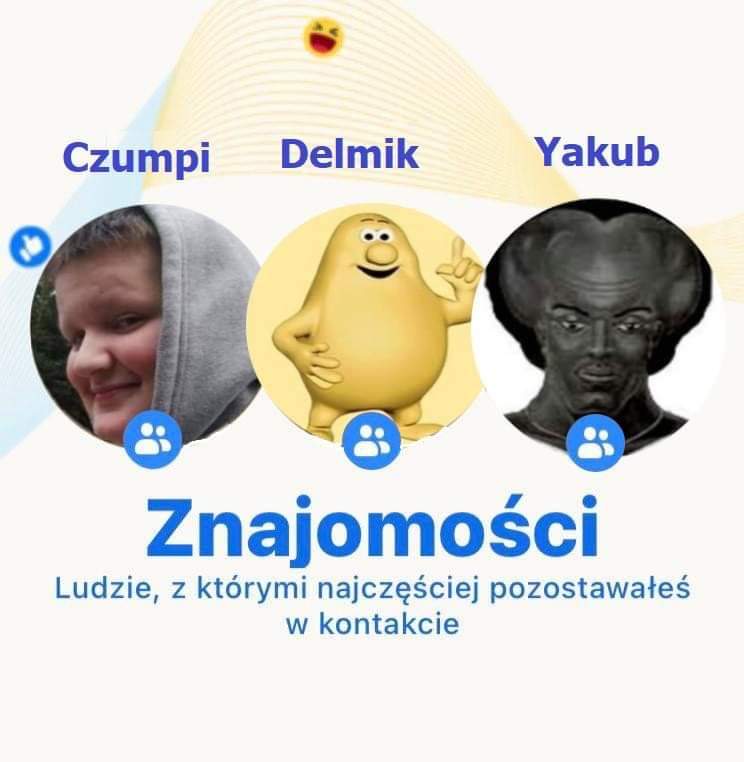 Czumpi Delmik Yakub
Znajomości
Ludzie, z którymi najczęściej pozostawałeś
w kontakcie